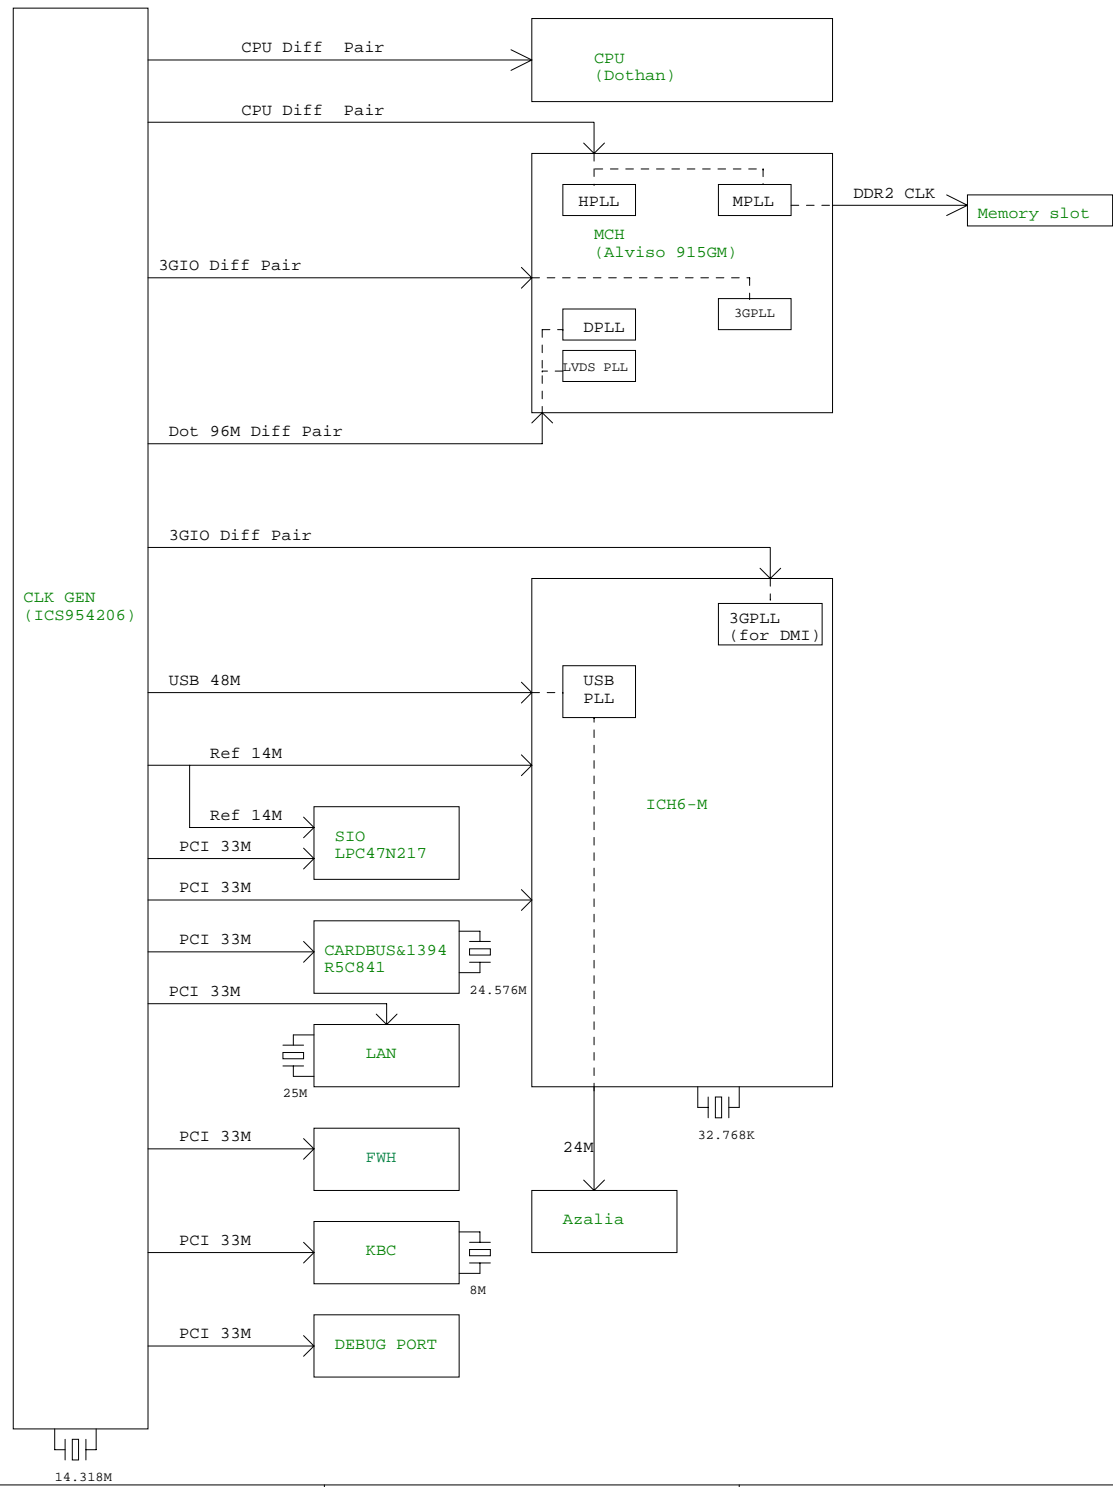 CPU Diff  Pair
CPU
(Dothan)
CPU Diff  Pair
HPLL
MPLL
DDR2 CLK
Memory slot
MCH
(Alviso 915GM)
3GIO Diff Pair
3GPLL
DPLL
LVDS PLL
Dot 96M Diff Pair
3GIO Diff Pair
CLK GEN
(ICS954206)
3GPLL
(for DMI)
USB 48M
USB
PLL
Ref 14M
ICH6-M
Ref 14M
SIO
LPC47N217
PCI 33M
PCI 33M
PCI 33M
CARDBUS&1394
R5C841
24.576M
PCI 33M
LAN
25M
32.768K
PCI 33M
24M
FWH
Azalia
PCI 33M
KBC
8M
PCI 33M
DEBUG PORT
14.318M